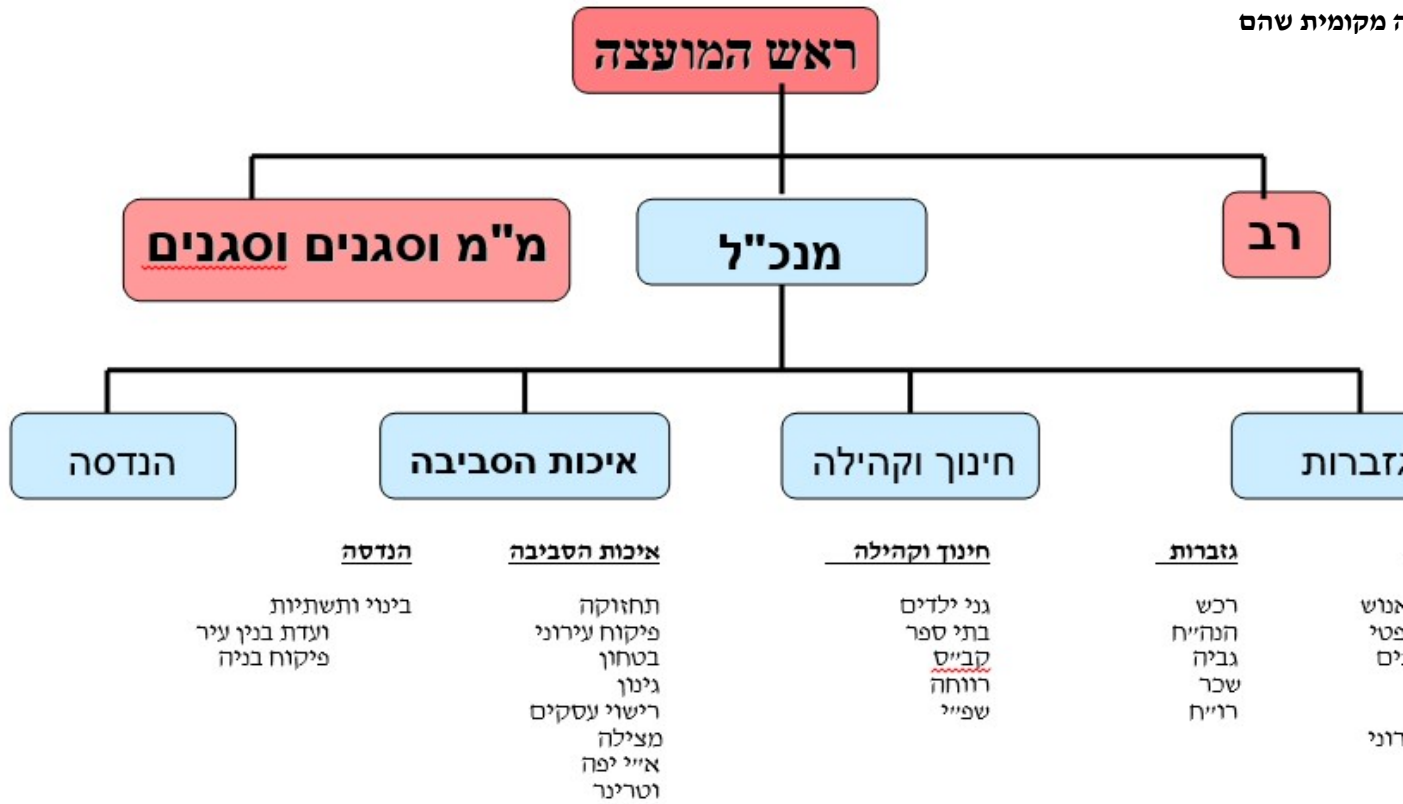 ה מקומית שהם
ראש המועצה
רב
מנכ"ל
מ"מ וסגנים וסגנים
גזברות
חינוך וקהילה
איכות הסביבה
הנדסה
גזברות
רכש
הנה״ח
גביה
שכר
רו״ח
חינוך וקהילה
גני ילדים
בתי ספר
קב״ס
רווחה
שפ״י
איכות הסביבה
תחזוקה
פיקוח עירוני
בטחון
גינון
רישוי עסקים
מצילה
א״י יפה
וטרינר
הנדסה
בינוי ותשתיות
ועדת בנין עיר
פיקוח בניה